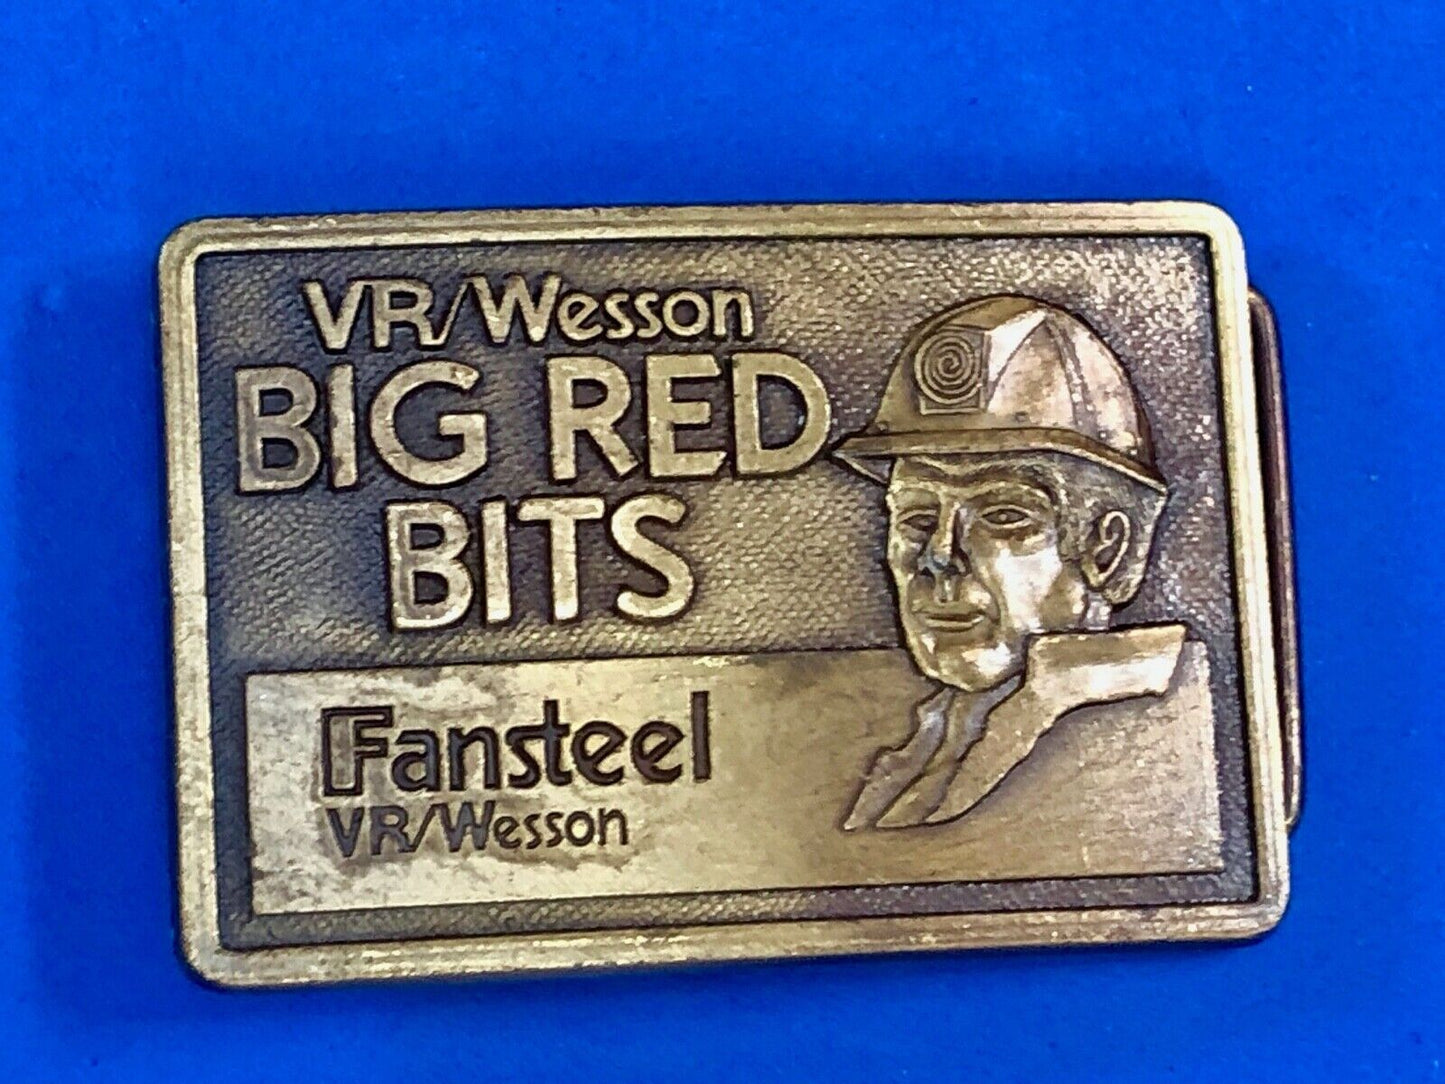 VR/Wesson
BIG RED
BITS
Fansteel
VR/Wesson